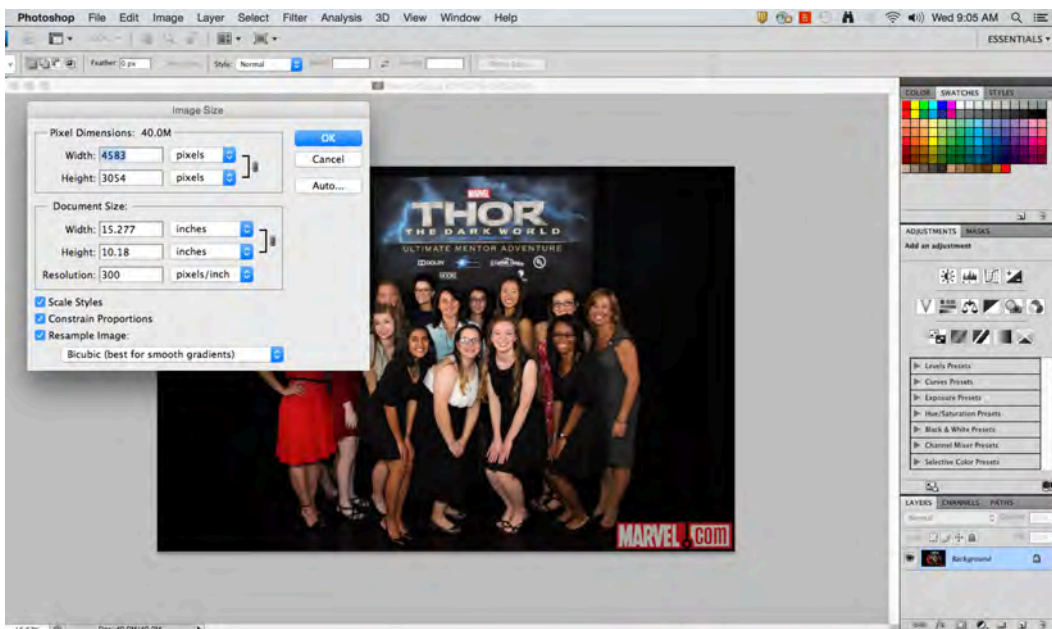 Photoshop File Edit Image Layer Select Filter Analysis 3D View Window Help Wed 9:05 AM
ESSENTIALS
Feather: 0 px Style: Normal
COLOR SWATCHES STYLES
Image Size
Pixel Dimensions: 40.0M
Width: 4583 pixels
Height: 3054 pixels
Document Size:
Width: 15.277 inches
Height: 10.18 inches
Resolution: 300 pixels/inch
Scale Styles
Constrain Proportions
Resample Image:
Bicubic (best for smooth gradients)
OK
Cancel
Auto...
MARVEL
THOR
THE DARK WORLD
ULTIMATE MENTOR ADVENTURE
DOLBY
MARVEL.COM
ADJUSTMENTS MASKS
Add an adjustment
Levels Presets
Curves Presets
Exposure Presets
Hue/Saturation Presets
Black & White Presets
Channel Mixer Presets
Selective Color Presets
LAYERS CHANNELS PATHS
Normal
Background